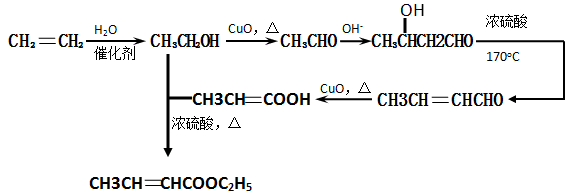 OH
CH₂=CH₂ H₂O 催化剂 CH₃CH₂OH CuO，△ CH₃CHO OH- CH₃CHCH2CHO 浓硫酸 170°C
CH3CH=COOH CuO，△ CH3CH=CHCHO
浓硫酸，△
CH3CH=CHCOOC₂H₅